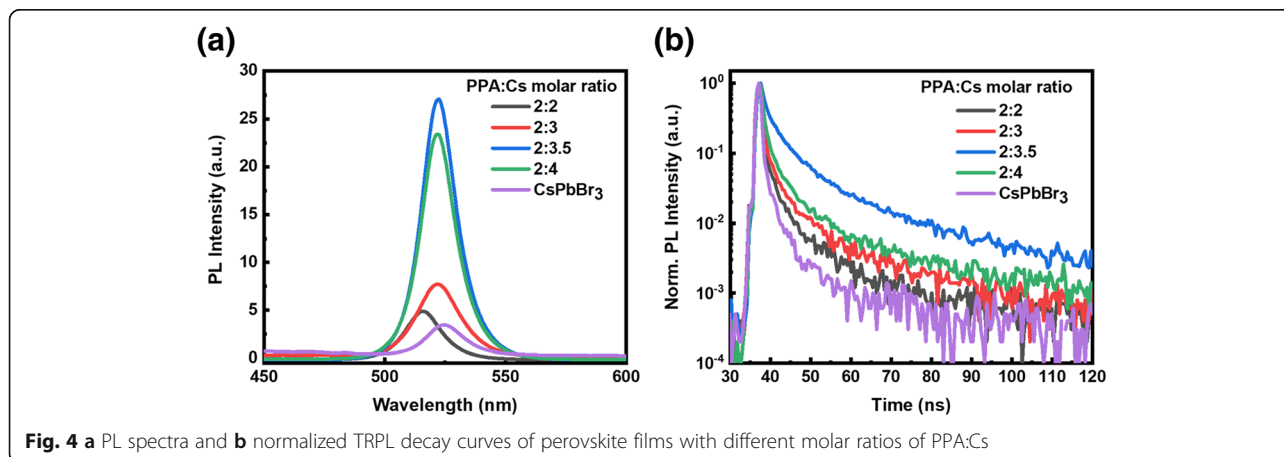 (a)
PL Intensity (a.u.)
30
25
20
15
10
5
0
PPA:Cs molar ratio
2:2
2:3
2:3.5
2:4
CsPbBr₃
450 500 550 600
Wavelength (nm)
(b)
Norm. PL Intensity (a.u.)
10⁰
10⁻¹
10⁻²
10⁻³
10⁻⁴
PPA:Cs molar ratio
2:2
2:3
2:3.5
2:4
CsPbBr₃
30 40 50 60 70 80 90 100 110 120
Time (ns)
Fig. 4 a PL spectra and b normalized TRPL decay curves of perovskite films with different molar ratios of PPA:Cs